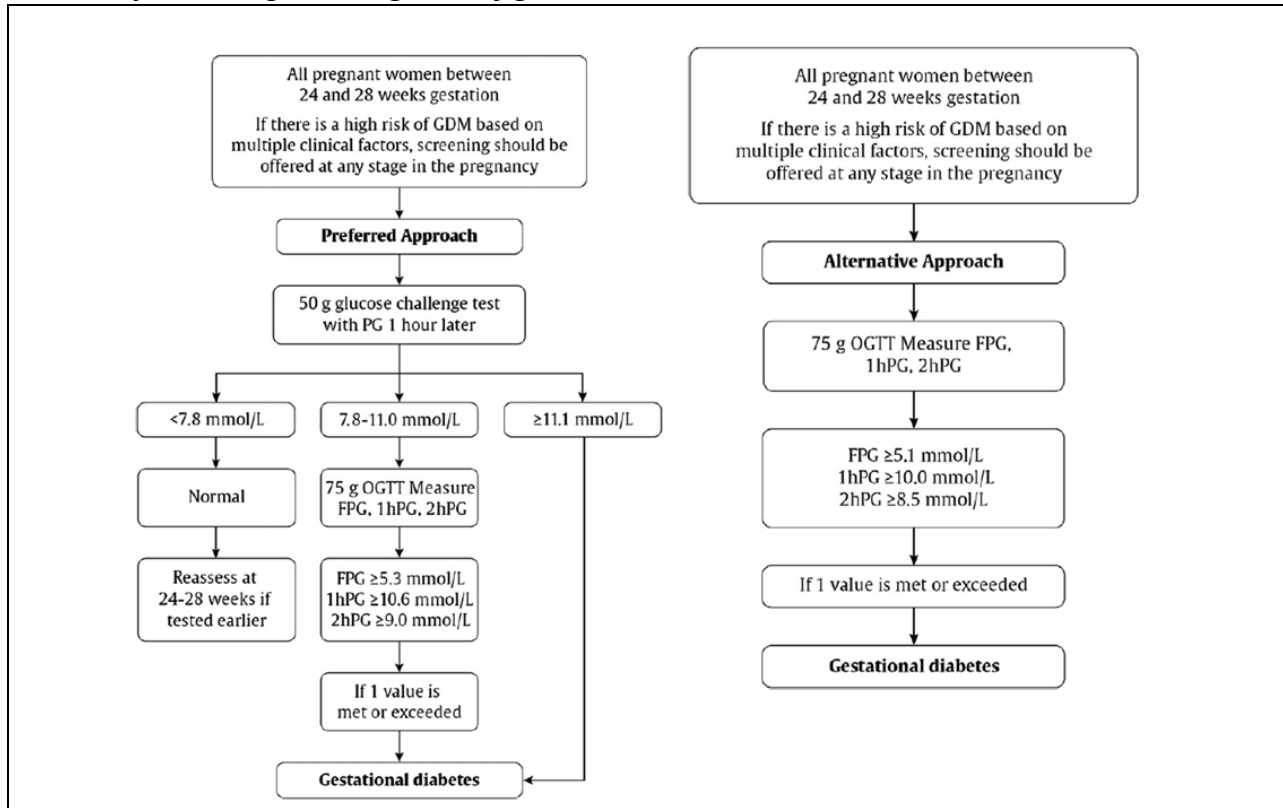 All pregnant women between
24 and 28 weeks gestation
If there is a high risk of GDM based on
multiple clinical factors, screening should be
offered at any stage in the pregnancy
Preferred Approach
50 g glucose challenge test
with PG 1 hour later
<7.8 mmol/L
7.8-11.0 mmol/L
≥11.1 mmol/L
Normal
75 g OGTT Measure
FPG, 1hPG, 2hPG
Reassess at
24-28 weeks if
tested earlier
FPG ≥5.3 mmol/L
1hPG ≥10.6 mmol/L
2hPG ≥9.0 mmol/L
If 1 value is
met or exceeded
Gestational diabetes
All pregnant women between
24 and 28 weeks gestation
If there is a high risk of GDM based on
multiple clinical factors, screening should be
offered at any stage in the pregnancy
Alternative Approach
75 g OGTT Measure FPG,
1hPG, 2hPG
FPG ≥5.1 mmol/L
1hPG ≥10.0 mmol/L
2hPG ≥8.5 mmol/L
If 1 value is met or exceeded
Gestational diabetes